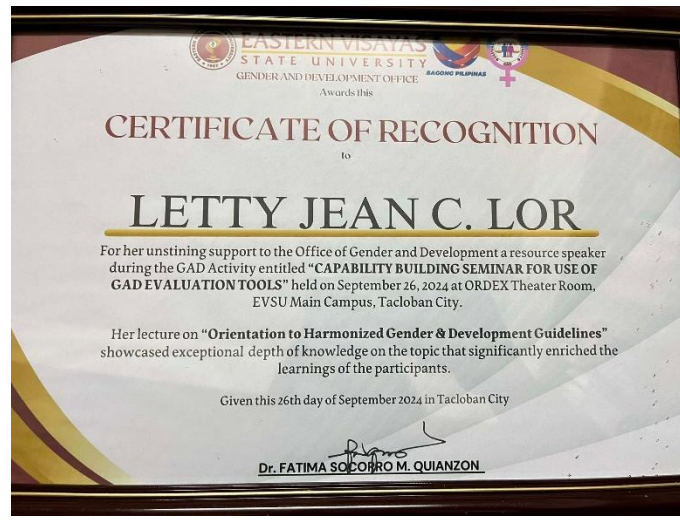 EASTERN VISAYAS
STATE UNIVERSITY
GENDER AND DEVELOPMENT OFFICE
BAGONG PILIPINAS
Awards this
CERTIFICATE OF RECOGNITION
to
LETTY JEAN C. LOR
For her unstining support to the Office of Gender and Development a resource speaker
during the GAD Activity entitled “CAPABILITY BUILDING SEMINAR FOR USE OF
GAD EVALUATION TOOLS” held on September 26, 2024 at ORDEX Theater Room,
EVSU Main Campus, Tacloban City.
Her lecture on “Orientation to Harmonized Gender & Development Guidelines”
showcased exceptional depth of knowledge on the topic that significantly enriched the
learnings of the participants.
Given this 26th day of September 2024 in Tacloban City
Dr. FATIMA SOCORRO M. QUIANZON